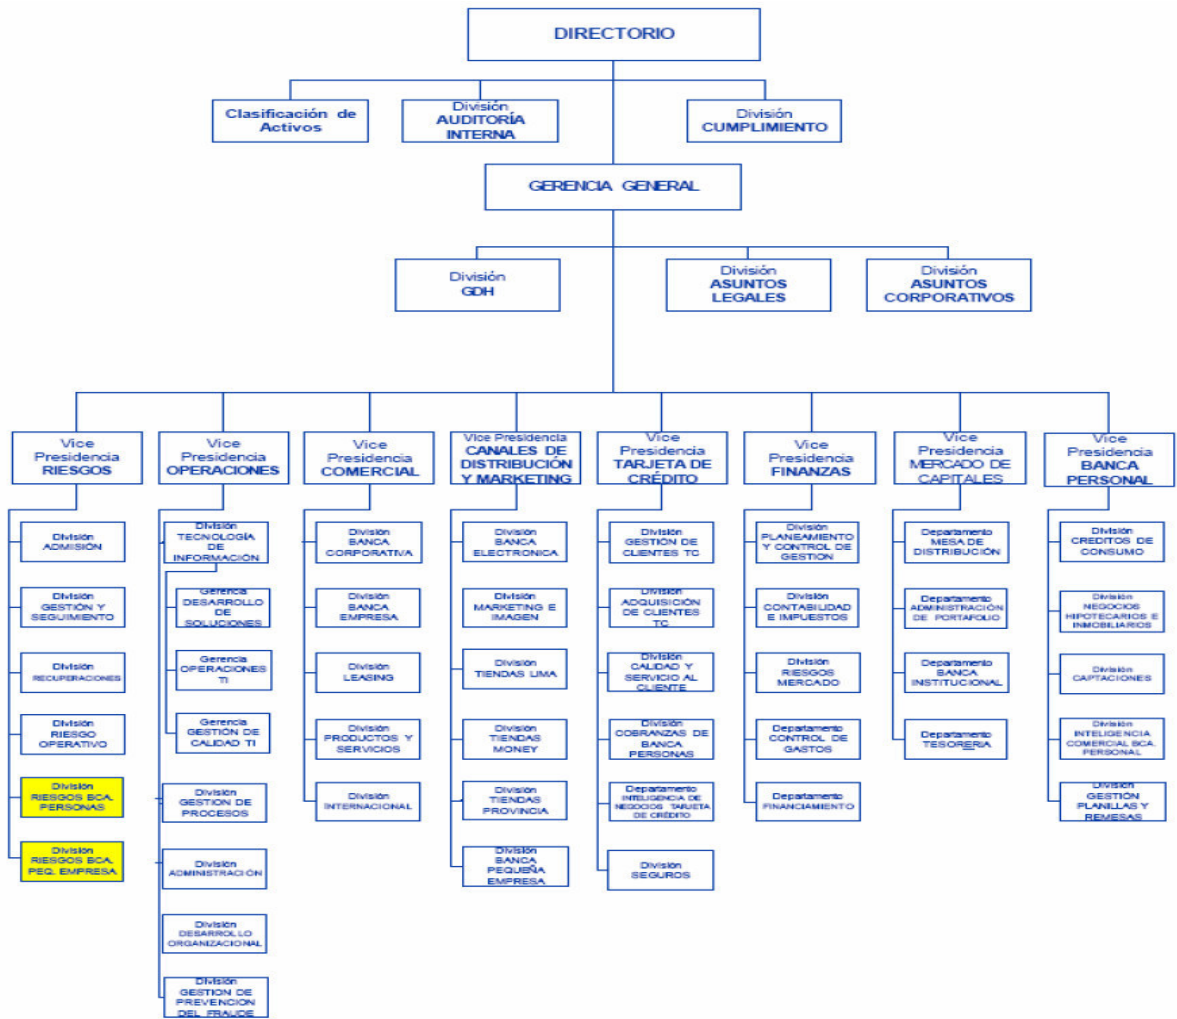 DIRECTORIO
Clasificación de
Activos
División
AUDITORÍA
INTERNA
División
CUMPLIMIENTO
GERENCIA GENERAL
División
GDH
División
ASUNTOS
LEGALES
División
ASUNTOS
CORPORATIVOS
Vice
Presidencia
RIESGOS
Vice
Presidencia
OPERACIONES
Vice
Presidencia
COMERCIAL
Vice Presidencia
CANALES DE
DISTRIBUCIÓN
Y MARKETING
Vice
Presidencia
TARJETA DE
CRÉDITO
Vice
Presidencia
FINANZAS
Vice
Presidencia
MERCADO DE
CAPITALES
Vice
Presidencia
BANCA
PERSONAL
División
ADMISIÓN
División
GESTIÓN Y
SEGUIMIENTO
División
RECUPERACIONES
División
RIESGO
OPERATIVO
División
RIESGOS BCA.
PERSONAS
División
RIESGOS BCA.
PEQ. EMPRESA
División
TECNOLOGÍA
DE
INFORMACIÓN
Gerencia
DESARROLLO
DE
SOLUCIONES
Gerencia
OPERACIONES
TI
Gerencia
GESTIÓN DE
CALIDAD TI
División
GESTION DE
PROCESOS
División
ADMINISTRACIÓN
División
DESARROLLO
ORGANIZACIONAL
División
GESTION DE
PREVENCION
DEL FRAUDE
División
BANCA
CORPORATIVA
División
BANCA
EMPRESA
División
LEASING
División
PRODUCTOS Y
SERVICIOS
División
INTERNACIONAL
División
BANCA
ELECTRONICA
División
MARKETING E
IMAGEN
División
TIENDAS LIMA
División
TIENDAS
MONEY
División
TIENDAS
PROVINCIA
División
BANCA
PEQUEÑA
EMPRESA
División
GESTIÓN DE
CLIENTES TC
División
ADQUISICIÓN
DE CLIENTES
TC
División
CALIDAD Y
SERVICIO AL
CLIENTE
División
COBRANZAS DE
BANCA
PERSONAS
Departamento
INTELIGENCIA DE
NEGOCIOS TARJETA
DE CRÉDITO
División
SEGUROS
División
PLANEAMIENTO
Y CONTROL DE
GESTION
División
CONTABILIDAD
E IMPUESTOS
División
RIESGOS
MERCADO
Departamento
CONTROL DE
GASTOS
Departamento
FINANCIAMIENTO
Departamento
MESA DE
DISTRIBUCIÓN
Departamento
ADMINISTRACIÓN
DE PORTAFOLIO
Departamento
BANCA
INSTITUCIONAL
Departamento
TESORERIA
División
CREDITOS DE
CONSUMO
División
NEGOCIOS
HIPOTECARIOS E
INMOBILIARIOS
División
CAPTACIONES
División
INTELIGENCIA
COMERCIAL BCA.
PERSONAL
División
GESTIÓN
PLANILLAS Y
REMESAS